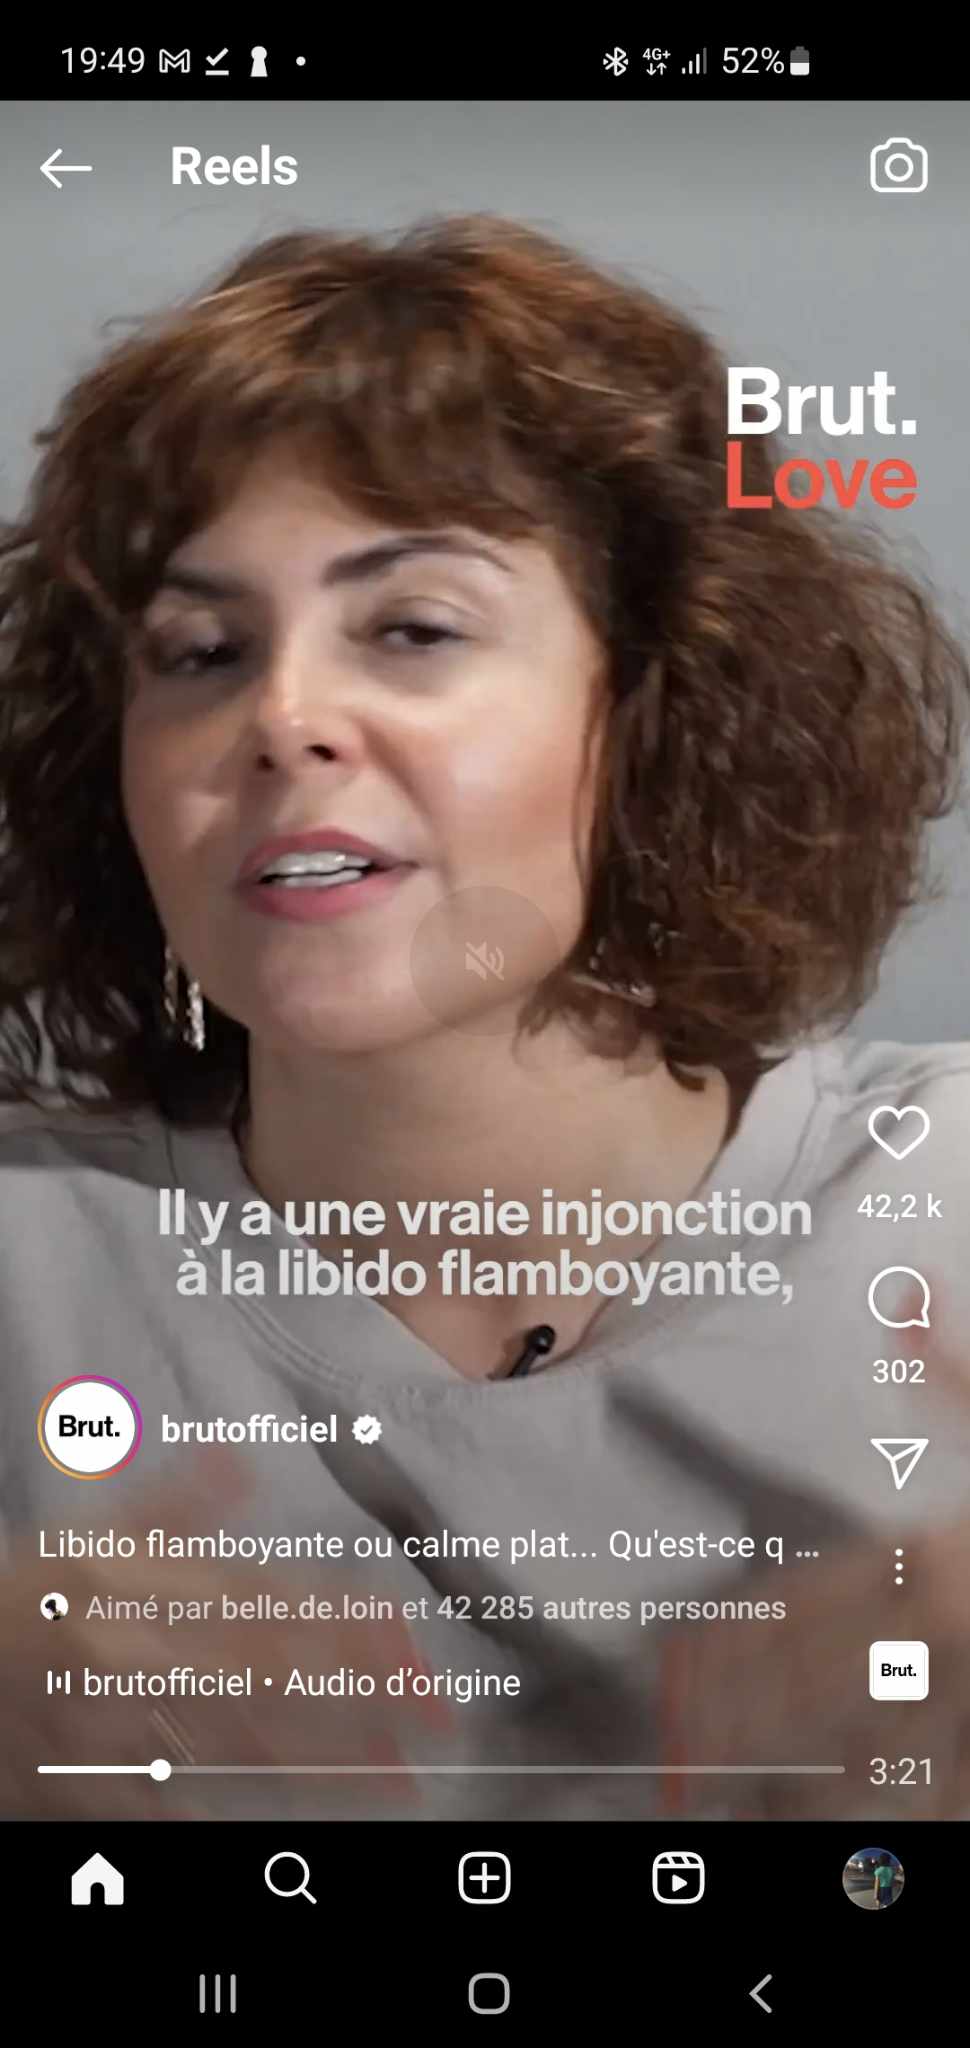 19:49
4G+
52%
Reels
Brut.
Love
Il y a une vraie injonction
à la libido flamboyante,
42,2 k
302
Brut.
brutofficiel
Libido flamboyante ou calme plat... Qu'est-ce q ...
Aimé par belle.de.loin et 42 285 autres personnes
Brut.
brutofficiel • Audio d’origine
3:21